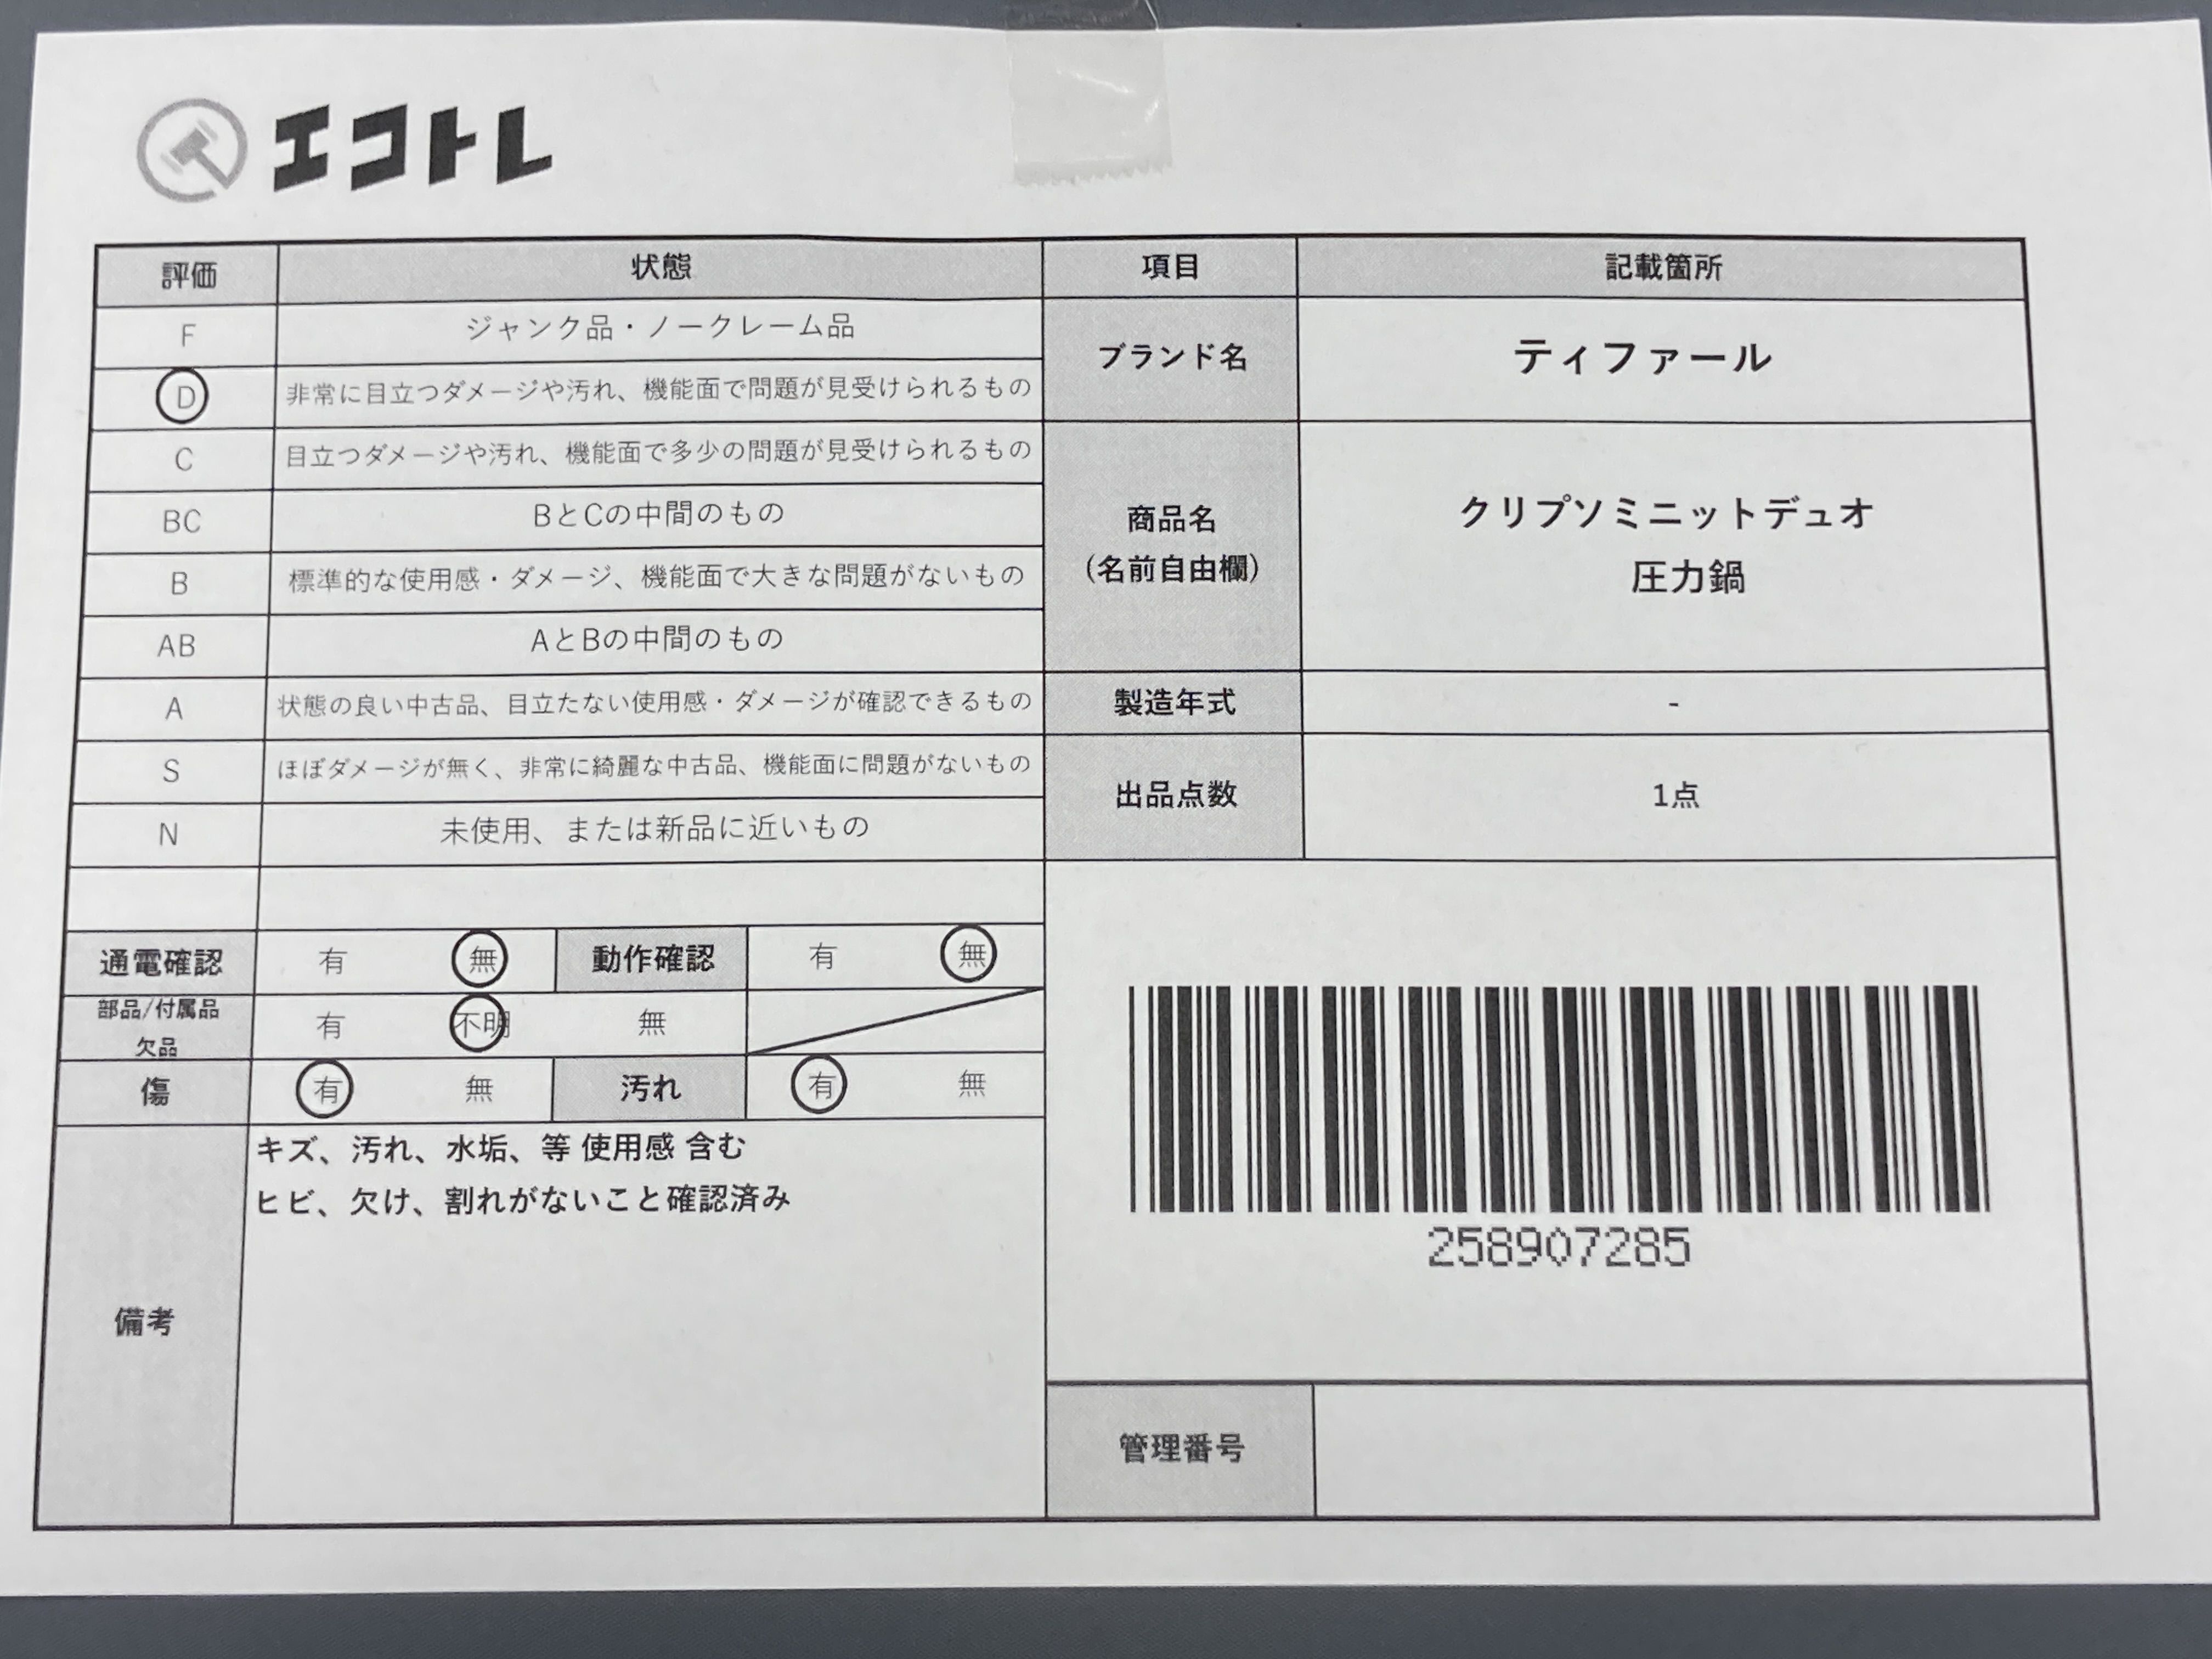 エコトレ
評価 状態 項目 記載箇所
F ジャンク品・ノークレーム品
D 非常に目立つダメージや汚れ、機能面で問題が見受けられるもの
C 目立つダメージや汚れ、機能面で多少の問題が見受けられるもの
BC BとCの中間のもの
B 標準的な使用感・ダメージ、機能面で大きな問題がないもの
AB AとBの中間のもの
A 状態の良い中古品、目立たない使用感・ダメージが確認できるもの
S ほぼダメージが無く、非常に綺麗な中古品、機能面に問題がないもの
N 未使用、または新品に近いもの
ブランド名 ティファール
商品名
(名前自由欄)
クリプソミニットデュオ
圧力鍋
製造年式 -
出品点数 1点
通電確認 有 無 動作確認 有 無
部品/付属品
欠品
有 不明 無
傷 有 無 汚れ 有 無
備考
キズ、汚れ、水垢、等 使用感 含む
ヒビ、欠け、割れがないこと確認済み
258907285
管理番号